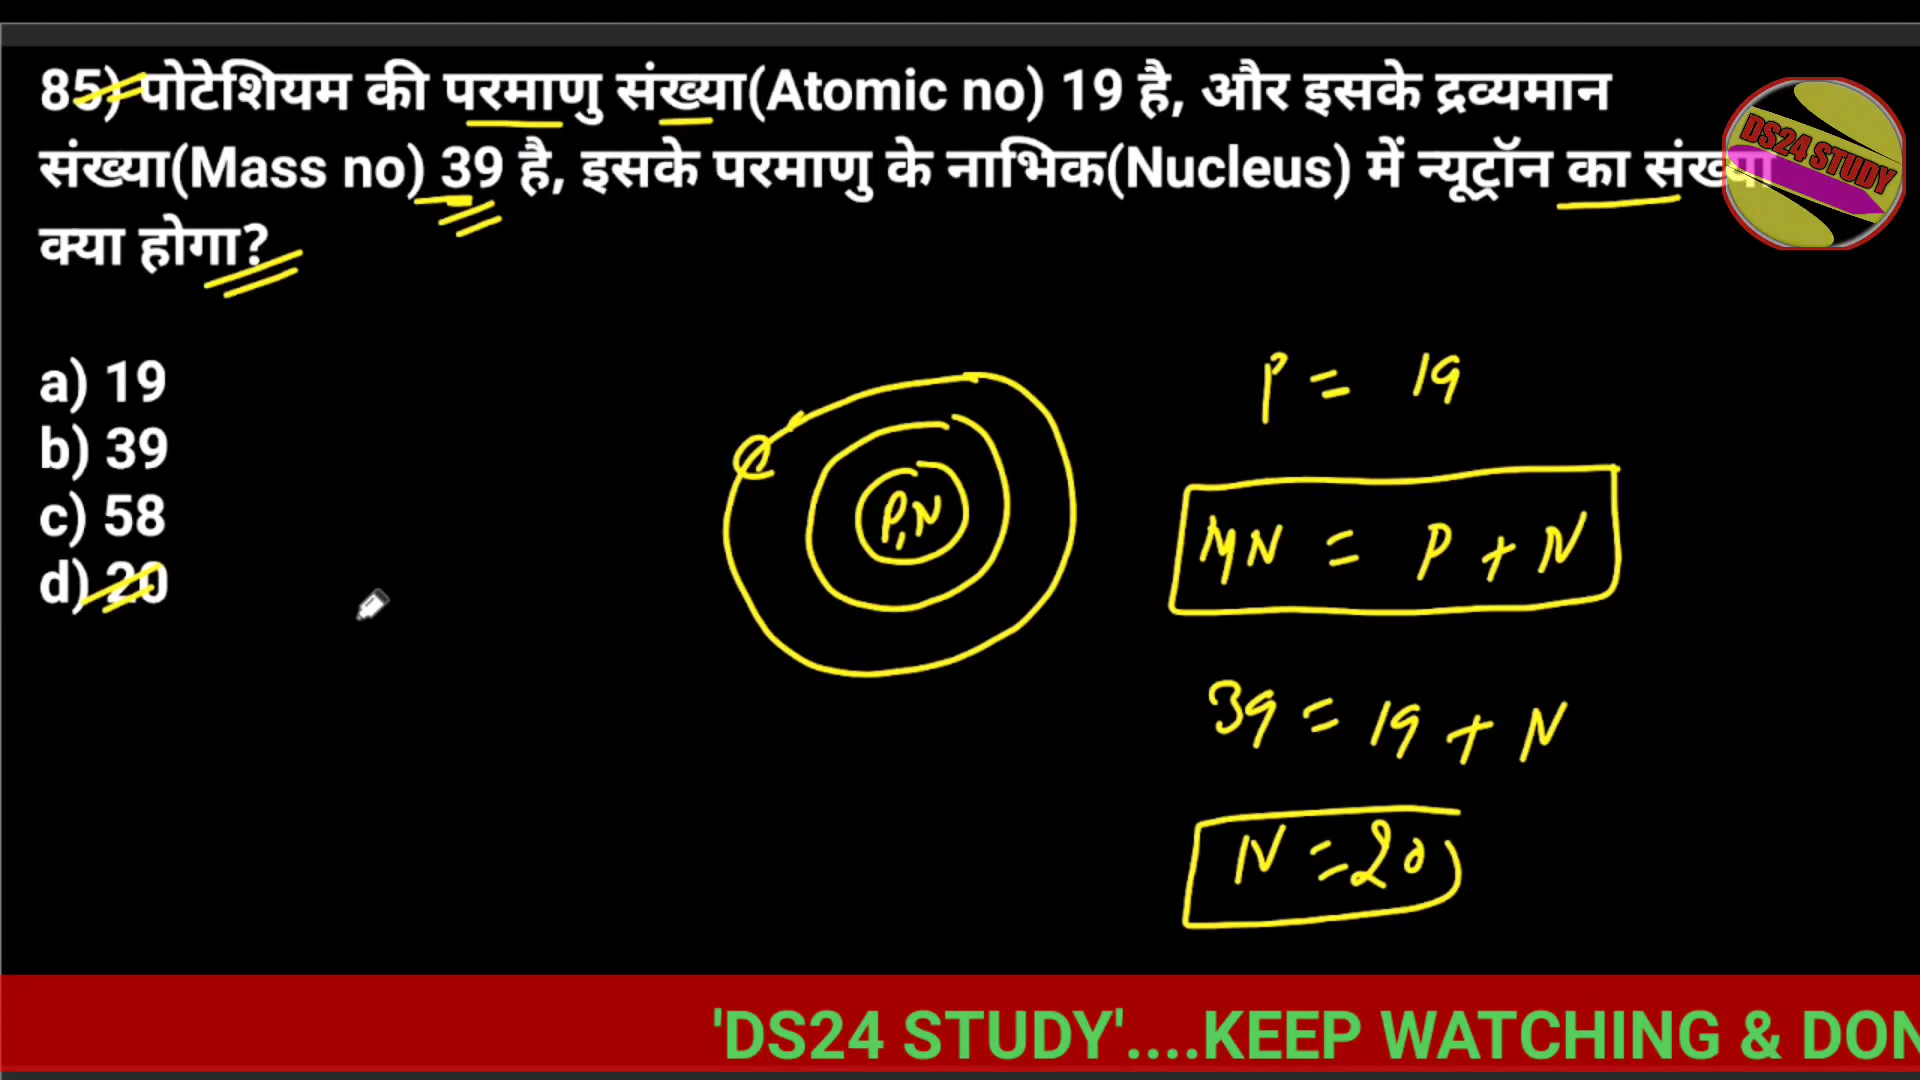 85) पोटेशियम की परमाणु संख्या(Atomic no) 19 है, और इसके द्रव्यमान
संख्या(Mass no) 39 है, इसके परमाणु के नाभिक(Nucleus) में न्यूट्रॉन का संख्या
क्या होगा?
DS24 STUDY
a) 19
b) 39
c) 58
d) 20
P,N
P = 19
MN = P + N
39 = 19 + N
N = 20
'DS24 STUDY'....KEEP WATCHING & DON